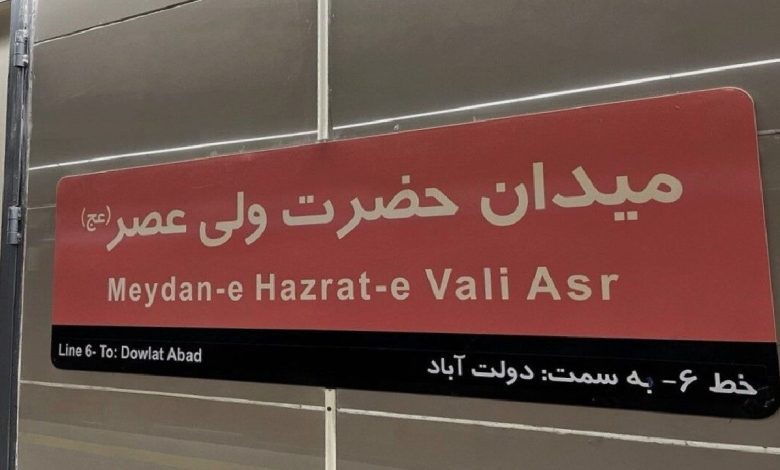 میدان حضرت ولی عصر (عج)
Meydan-e Hazrat-e Vali Asr
Line 6- To: Dowlat Abad
خط ۶- به سمت: دولت آباد